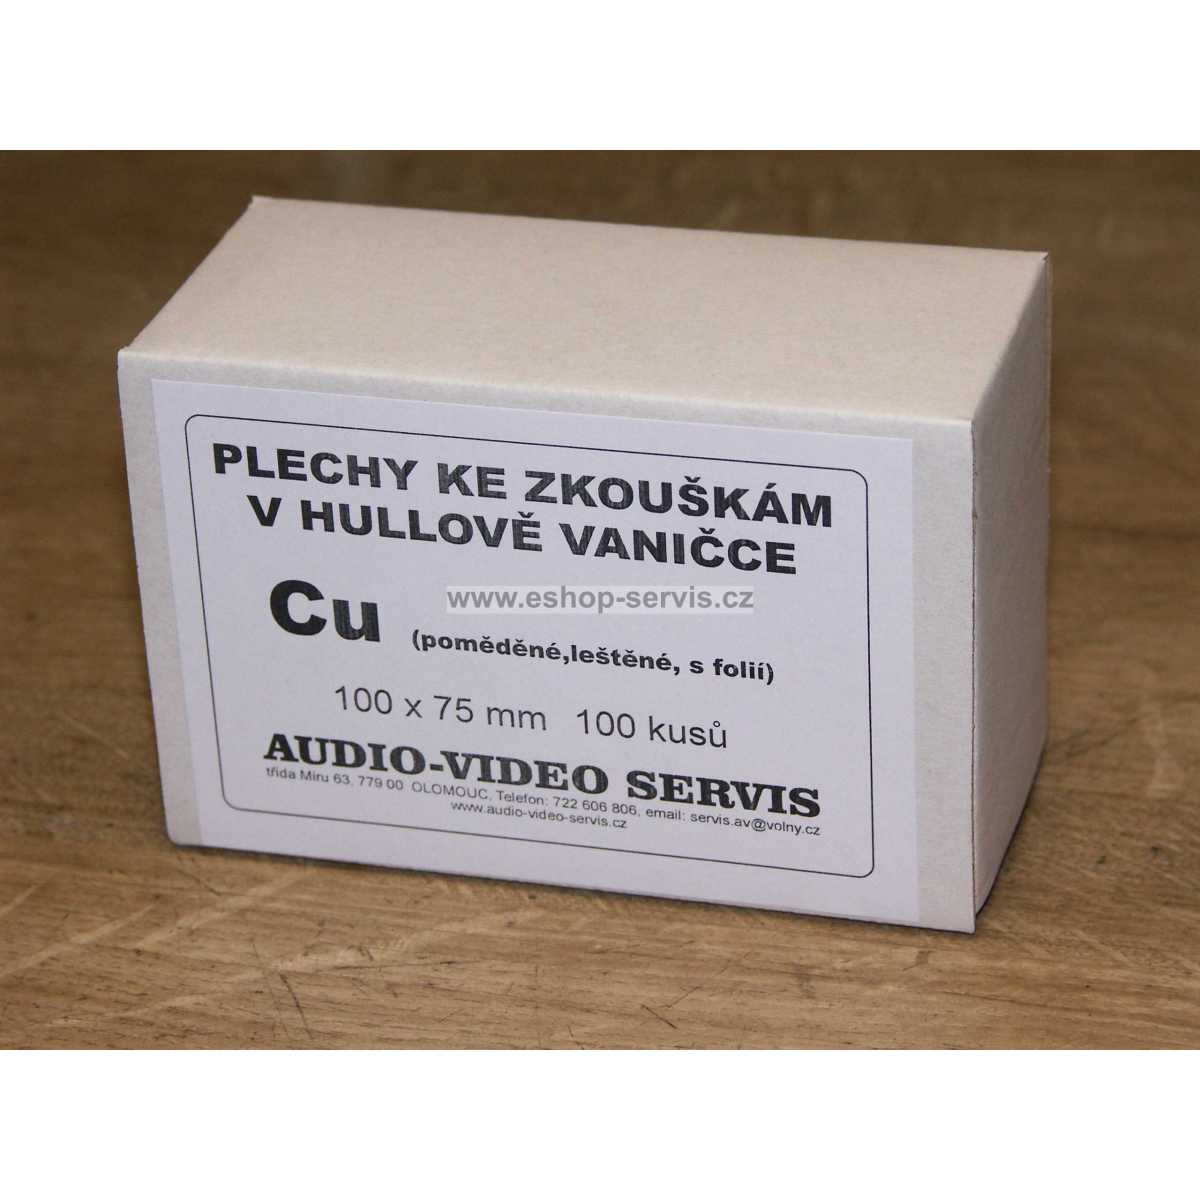 PLECHY KE ZKOUŠKÁM
V HULLOVĚ VANIČCE
www.eshop-servis.cz
Cu (poměděné,leštěné, s folií)
100 x 75 mm 100 kusů
AUDIO-VIDEO SERVIS
třída Miru 63, 779 00 OLOMOUC, Telefon: 722 606 806, email: servis.av@volny.cz
www.audio-video-servis.cz